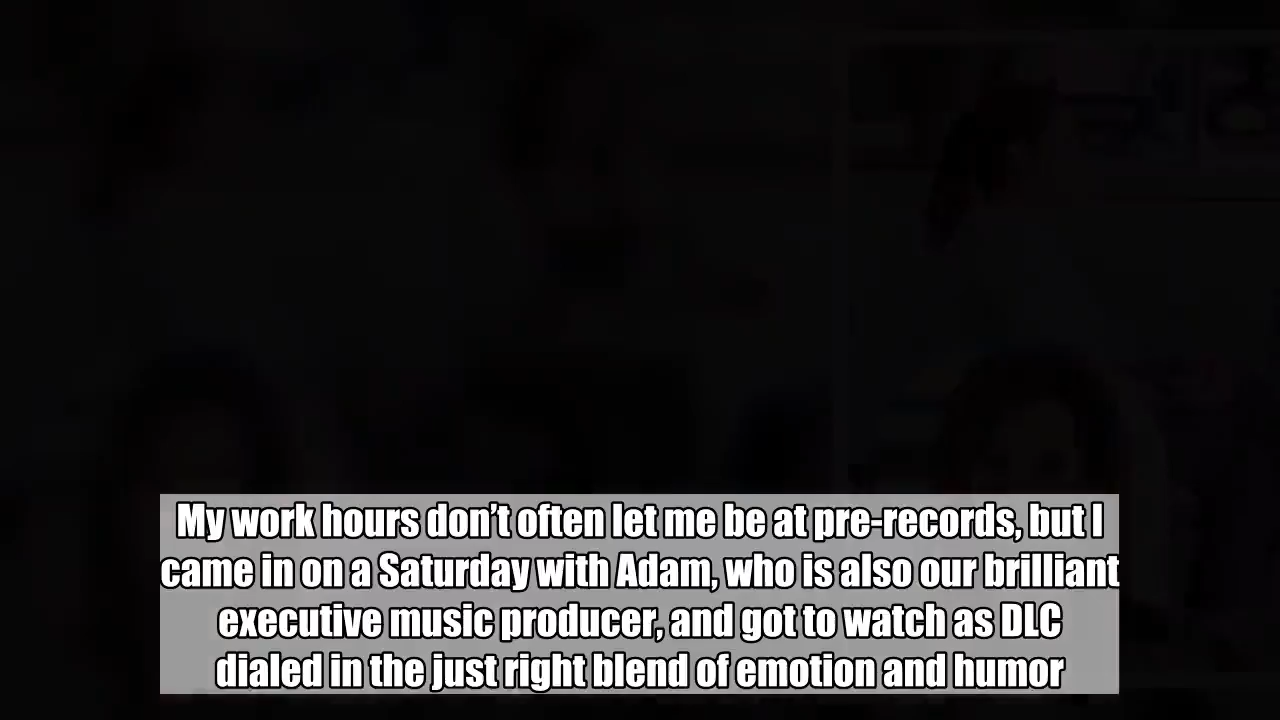 My work hours don’t often let me be at pre-records, but I
came in on a Saturday with Adam, who is also our brilliant
executive music producer, and got to watch as DLC
dialed in the just right blend of emotion and humor